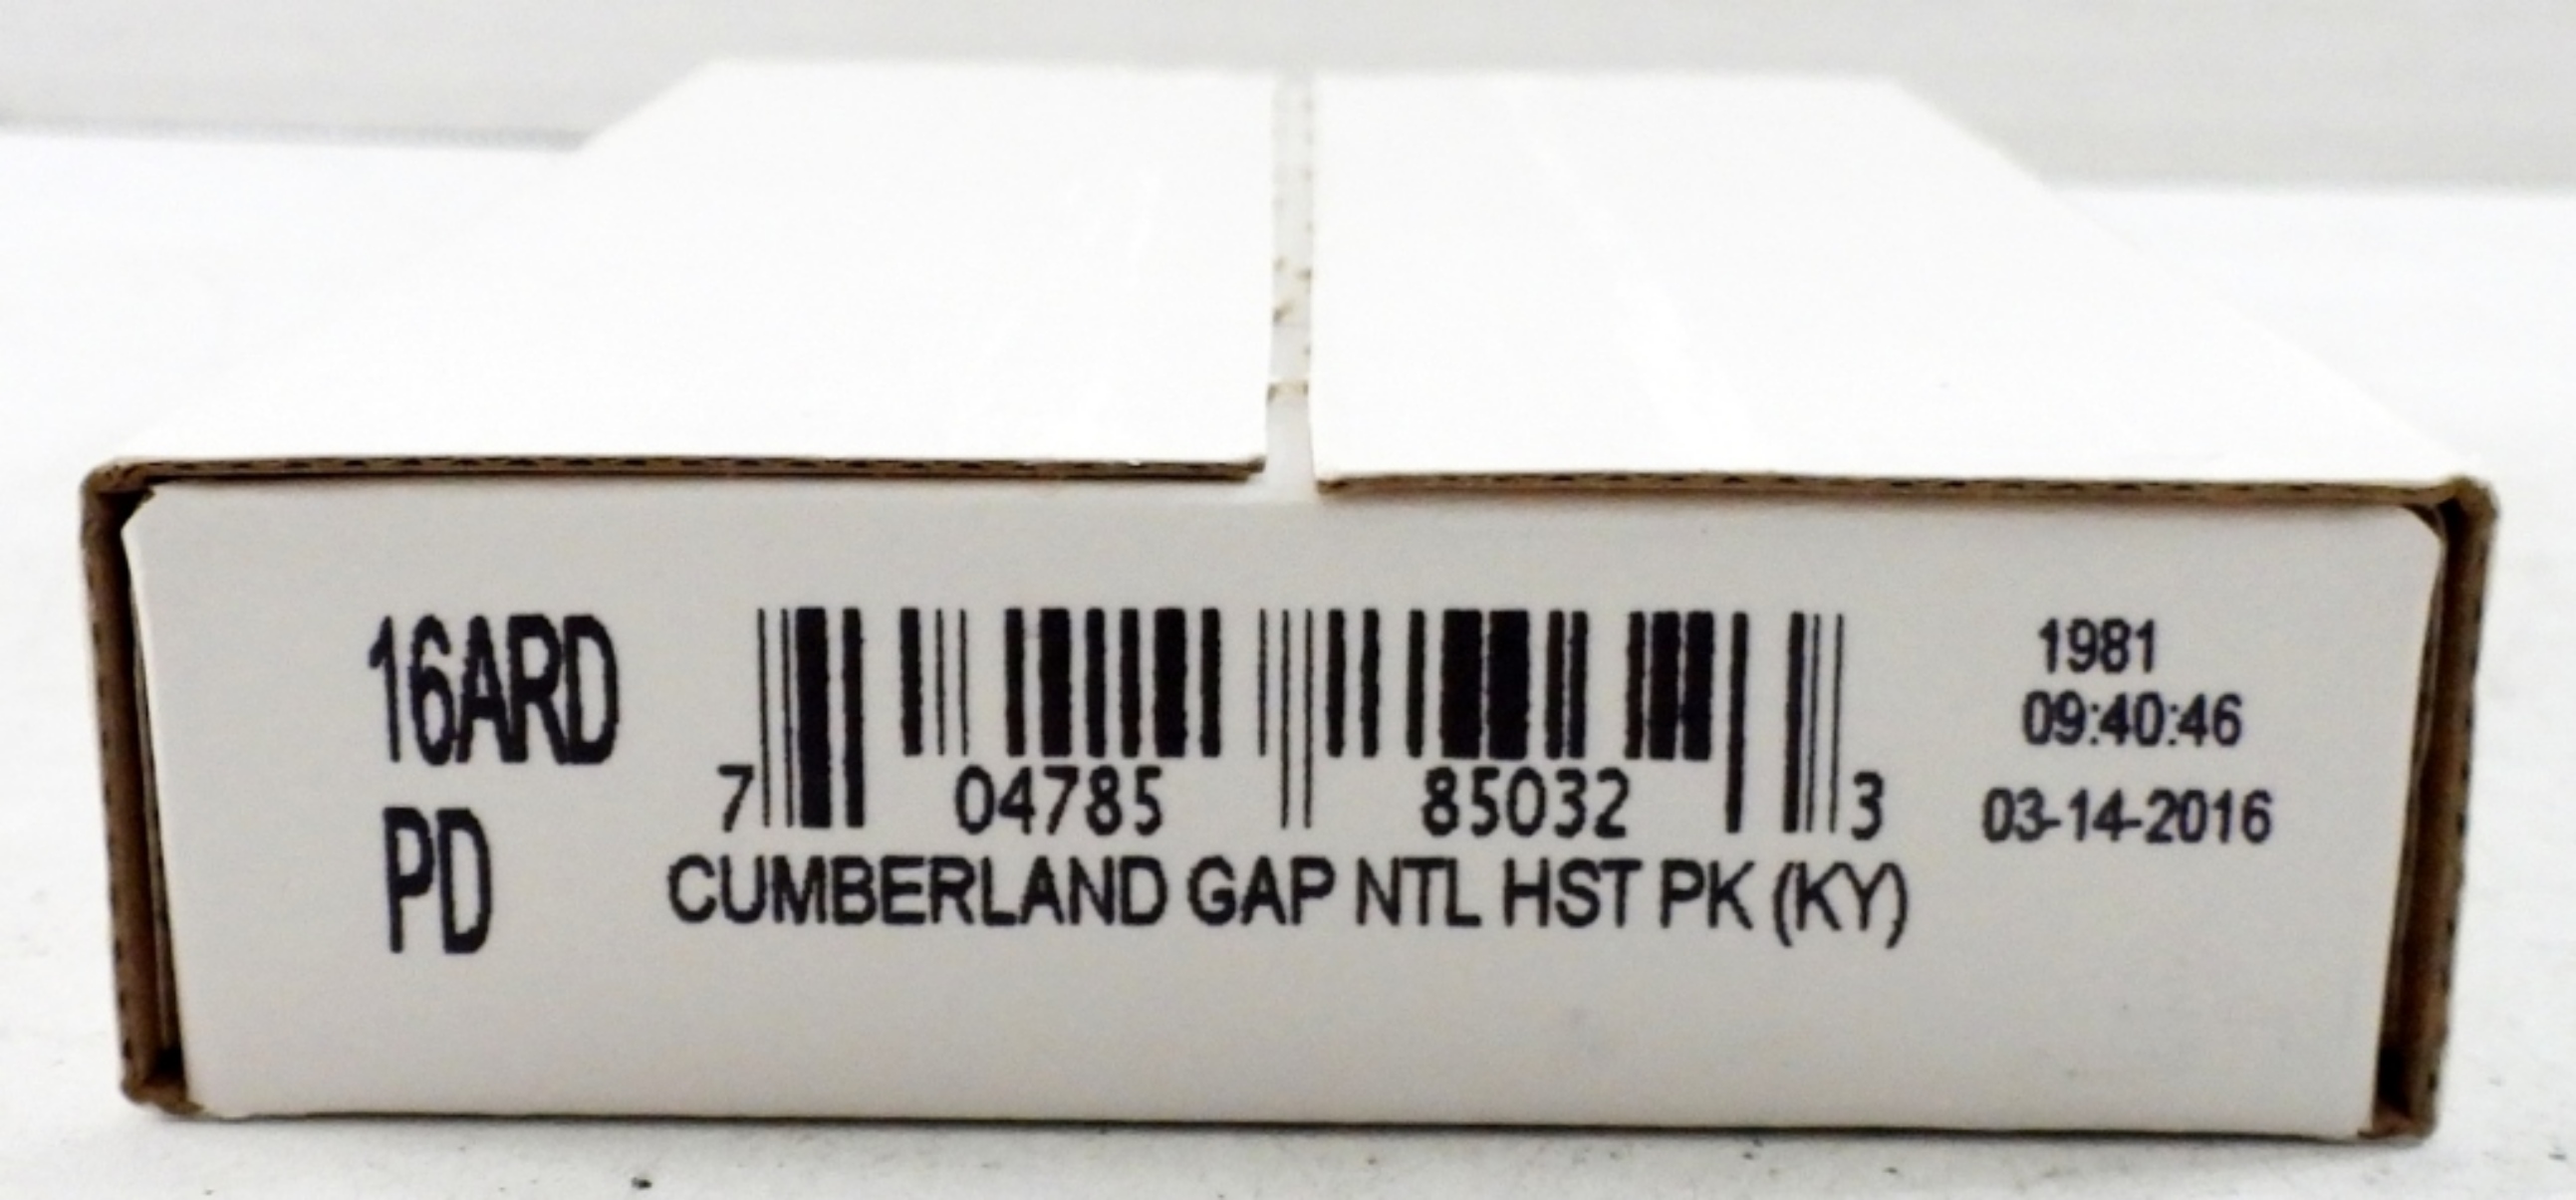 16ARD
PD
7 04785 85032 3
CUMBERLAND GAP NTL HST PK (KY)
1981
09:40:46
03-14-2016